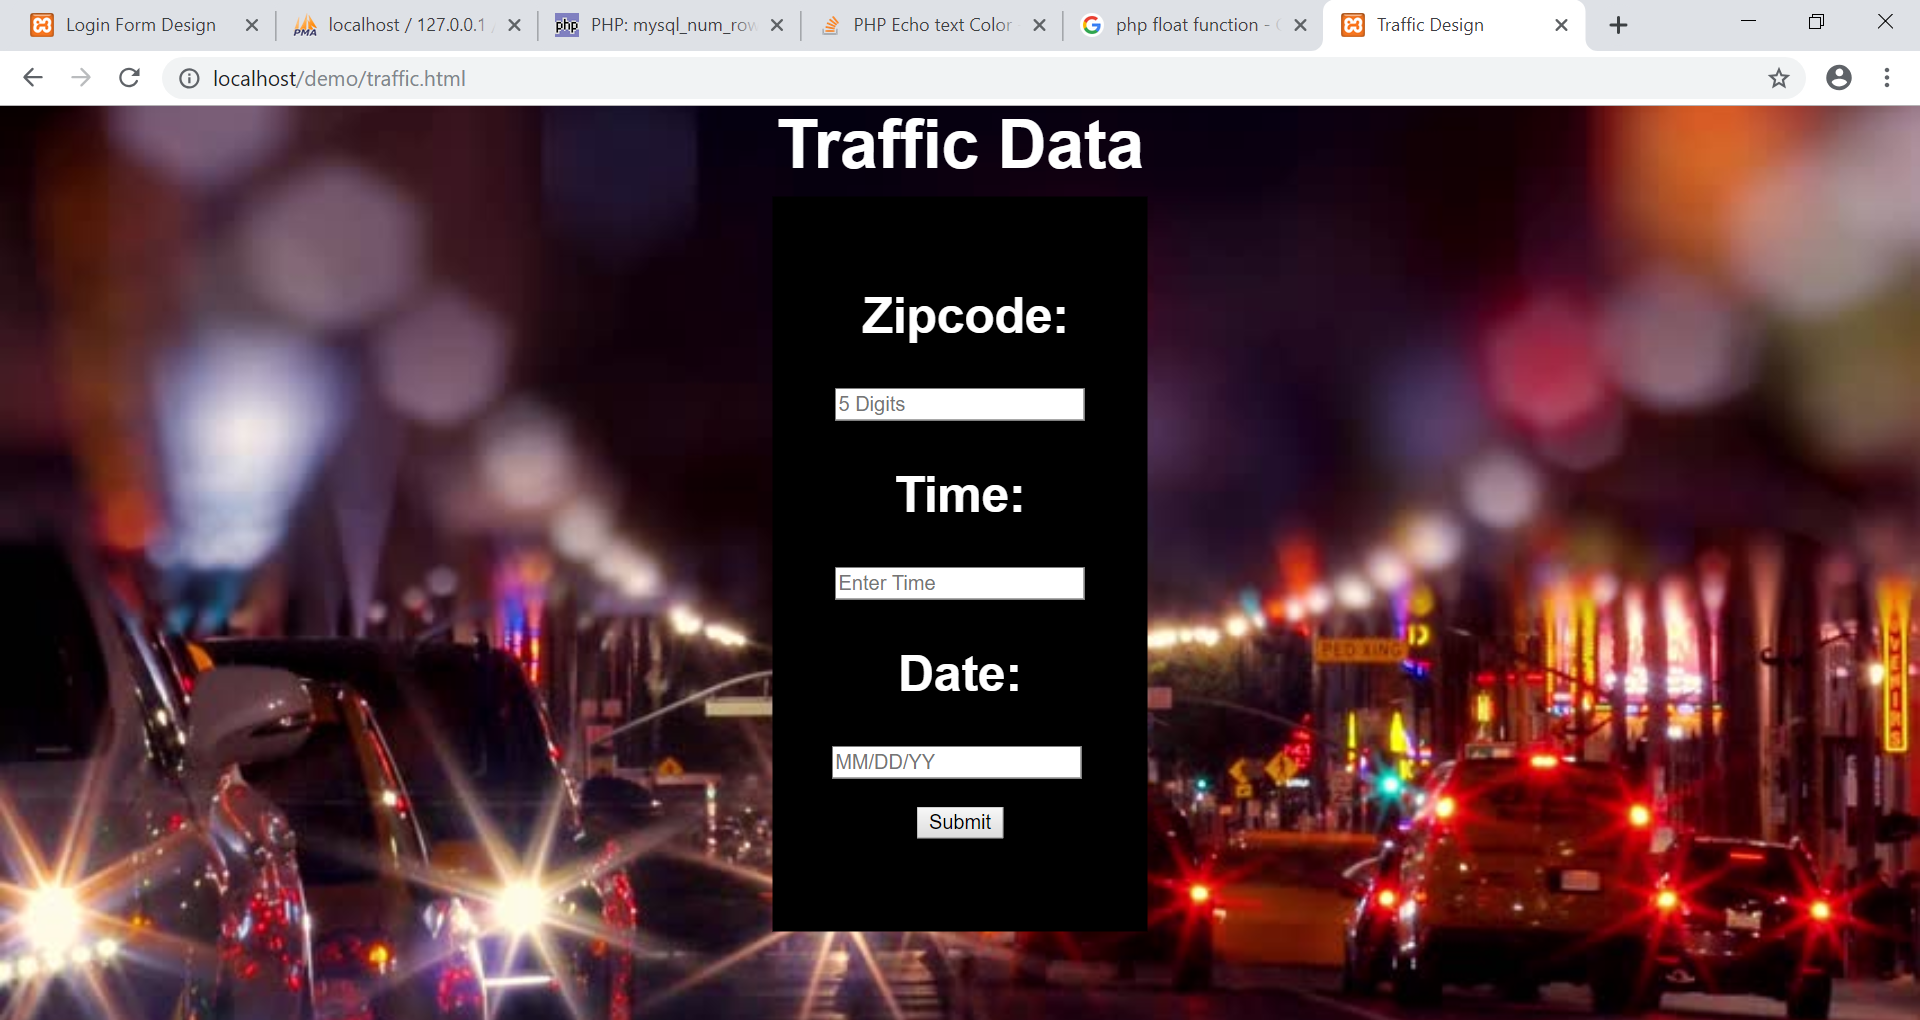 Login Form Design
localhost / 127.0.0.1 /
PHP: mysql_num_row
PHP Echo text Color
php float function -
Traffic Design
localhost/demo/traffic.html
Traffic Data
Zipcode:
5 Digits
Time:
Enter Time
Date:
MM/DD/YY
Submit
PED XING